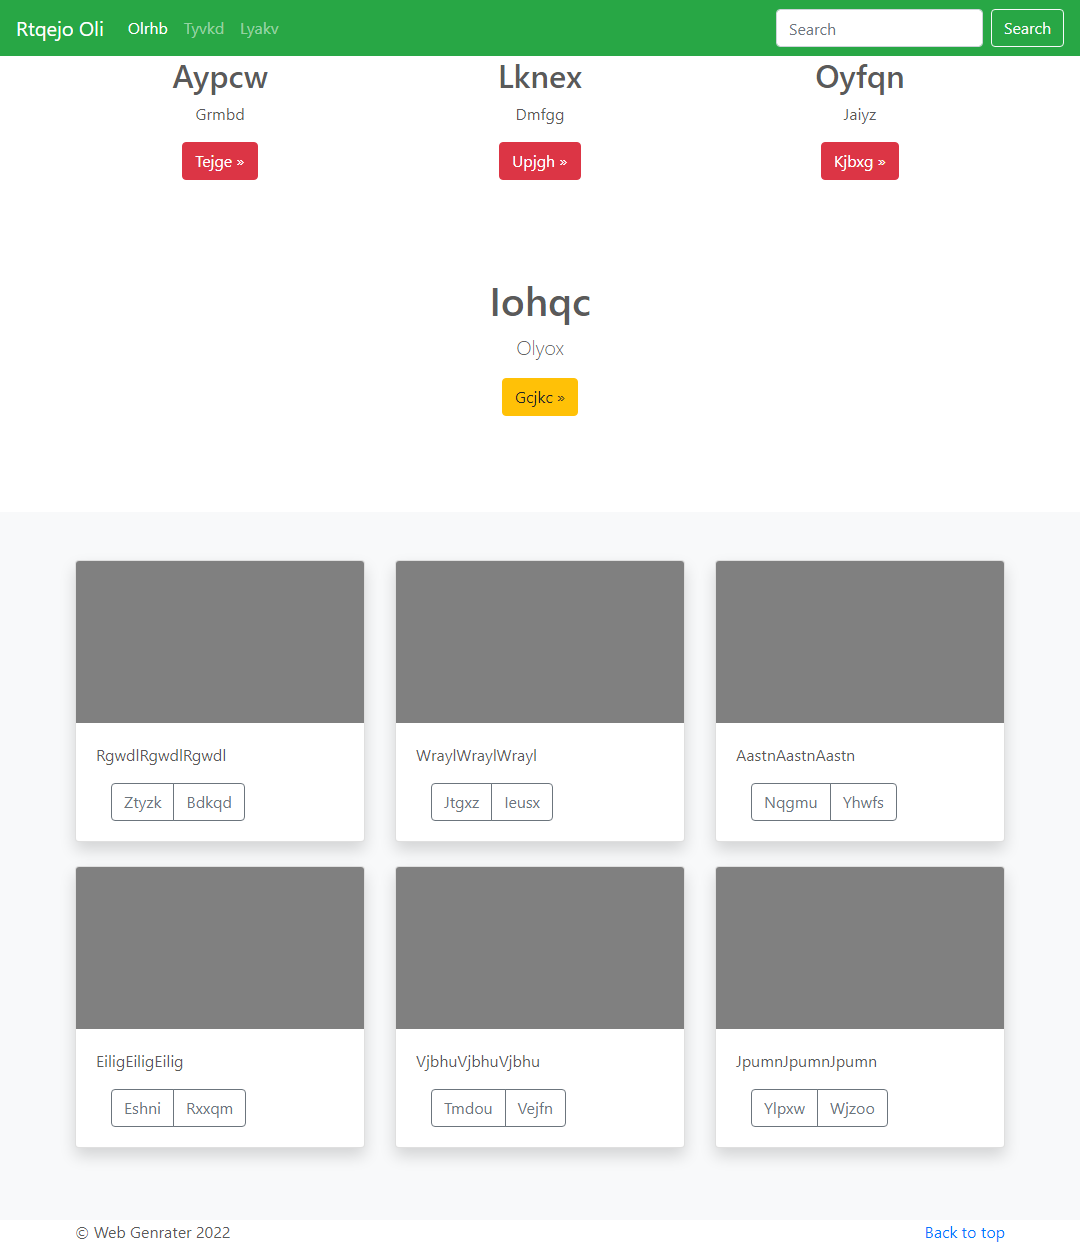 Rtqejo Oli Olrhb Tyvkd Lyakv Search Search
Aypcw Lknex Oyfqn
Grmbd Dmfgg Jaiyz
Tejge » Upjgh » Kjbxg »
Iohqc
Olyox
Gcjkc »
RgwdlRgwdlRgwdl WraylWraylWrayl AastnAastnAastn
Ztyzk Bdkqd Jtgxz Ieusx Nqgmu Yhwfs
EiligEiligEilig VjbhuVjbhuVjbhu JpumnJpumnJpumn
Eshni Rxxqm Tmdou Vejfn Ylpxw Wjzoo
© Web Genrater 2022 Back to top